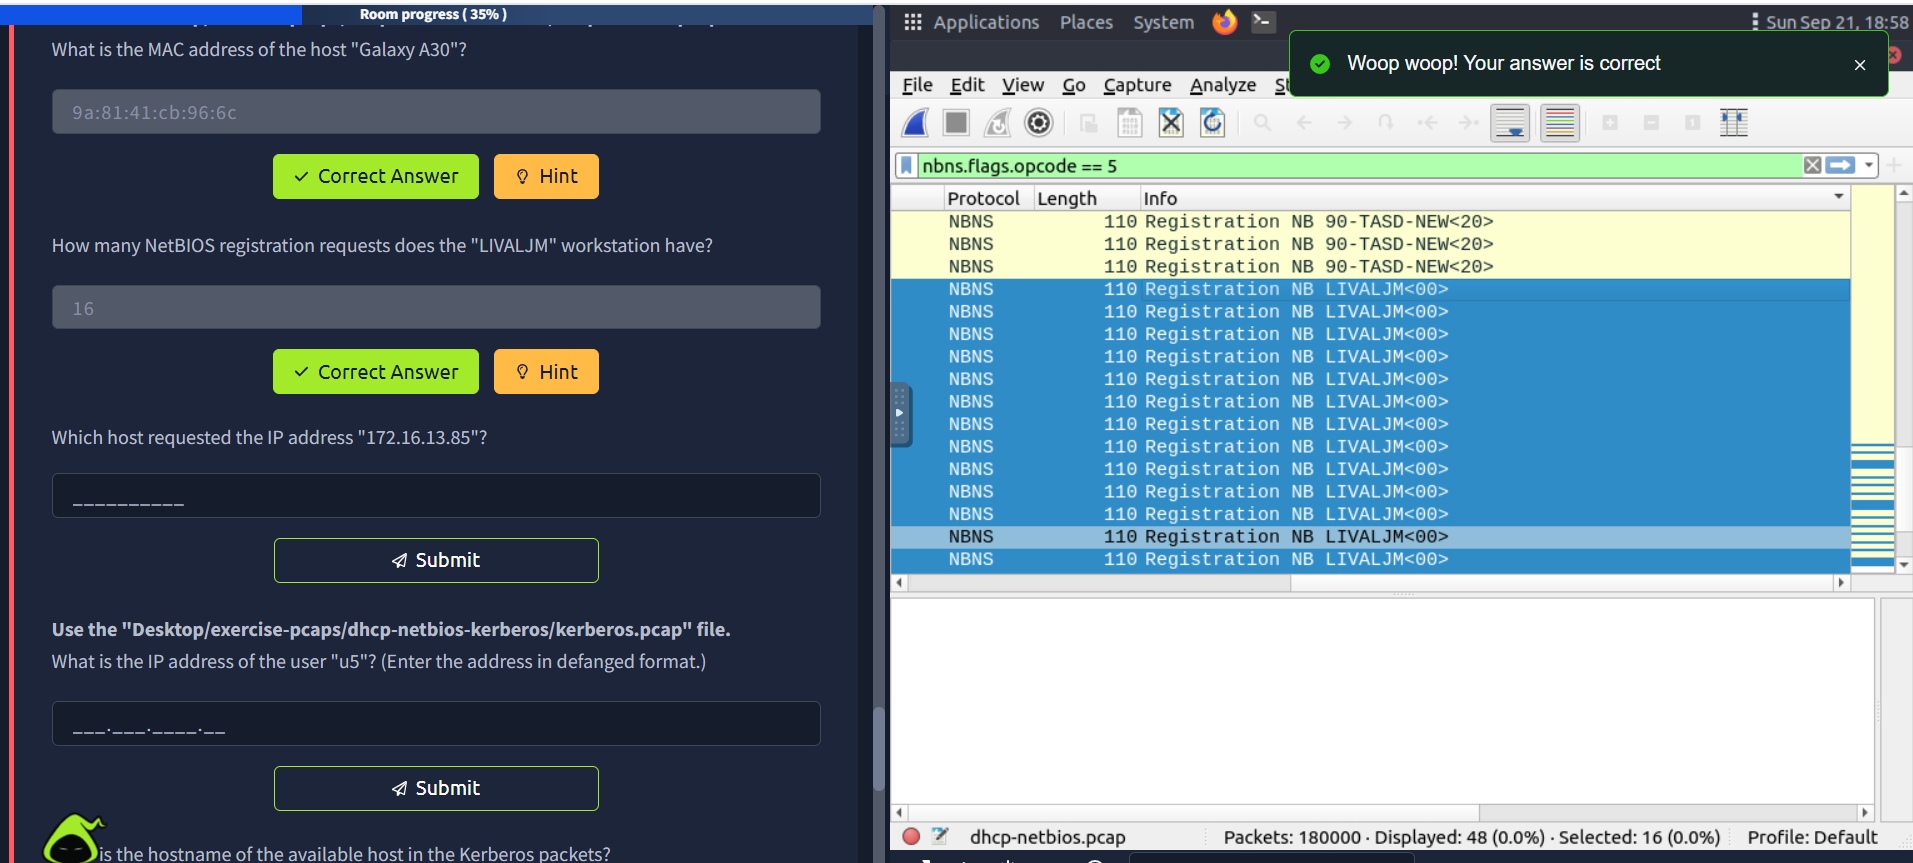 Room progress ( 35% )
What is the MAC address of the host "Galaxy A30"?
9a:81:41:cb:96:6c
Correct Answer
Hint
How many NetBIOS registration requests does the "LIVALJM" workstation have?
16
Correct Answer
Hint
Which host requested the IP address "172.16.13.85"?
__________
Submit
Use the "Desktop/exercise-pcaps/dhcp-netbios-kerberos/kerberos.pcap" file.
What is the IP address of the user "u5"? (Enter the address in defanged format.)
___.___.____.__
Submit
is the hostname of the available host in the Kerberos packets?
Applications Places System
Sun Sep 21, 18:58
Woop woop! Your answer is correct
File Edit View Go Capture Analyze St
nbns.flags.opcode == 5
Protocol Length Info
NBNS 110 Registration NB 90-TASD-NEW<20>
NBNS 110 Registration NB 90-TASD-NEW<20>
NBNS 110 Registration NB 90-TASD-NEW<20>
NBNS 110 Registration NB LIVALJM<00>
NBNS 110 Registration NB LIVALJM<00>
NBNS 110 Registration NB LIVALJM<00>
NBNS 110 Registration NB LIVALJM<00>
NBNS 110 Registration NB LIVALJM<00>
NBNS 110 Registration NB LIVALJM<00>
NBNS 110 Registration NB LIVALJM<00>
NBNS 110 Registration NB LIVALJM<00>
NBNS 110 Registration NB LIVALJM<00>
NBNS 110 Registration NB LIVALJM<00>
NBNS 110 Registration NB LIVALJM<00>
NBNS 110 Registration NB LIVALJM<00>
NBNS 110 Registration NB LIVALJM<00>
dhcp-netbios.pcap
Packets: 180000 · Displayed: 48 (0.0%) · Selected: 16 (0.0%)
Profile: Default